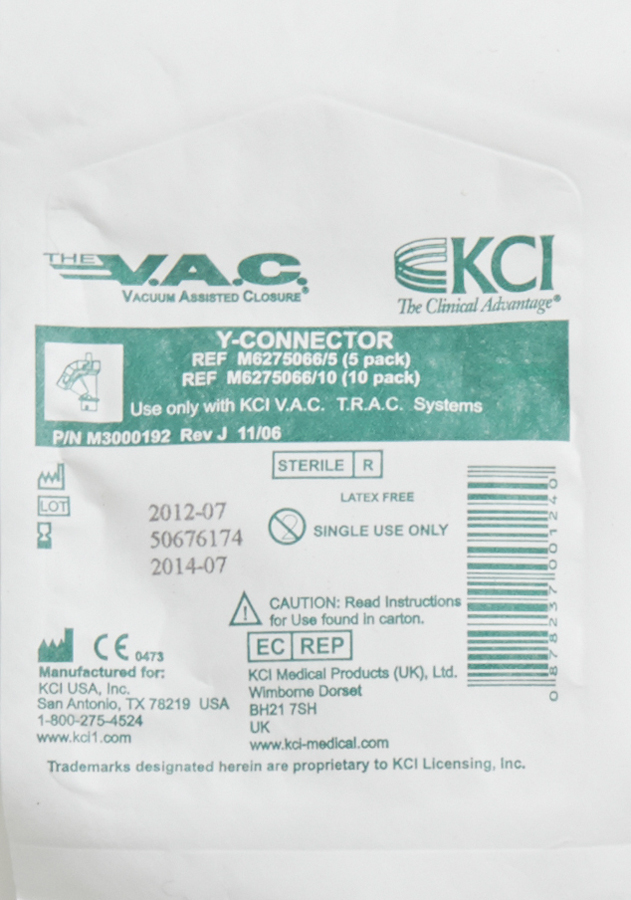 THE V.A.C.
VACUUM ASSISTED CLOSURE®
KCI
The Clinical Advantage®
Y-CONNECTOR
REF M6275066/5 (5 pack)
REF M6275066/10 (10 pack)
Use only with KCI V.A.C. T.R.A.C. Systems
P/N M3000192 Rev J 11/06
STERILE R
LATEX FREE
2012-07
LOT
50676174
2014-07
2
SINGLE USE ONLY
CAUTION: Read Instructions
for Use found in carton.
0878237001240
CE 0473
EC REP
Manufactured for:
KCI USA, Inc.
San Antonio, TX 78219 USA
1-800-275-4524
www.kci1.com
KCI Medical Products (UK), Ltd.
Wimborne Dorset
BH21 7SH
UK
www.kci-medical.com
Trademarks designated herein are proprietary to KCI Licensing, Inc.